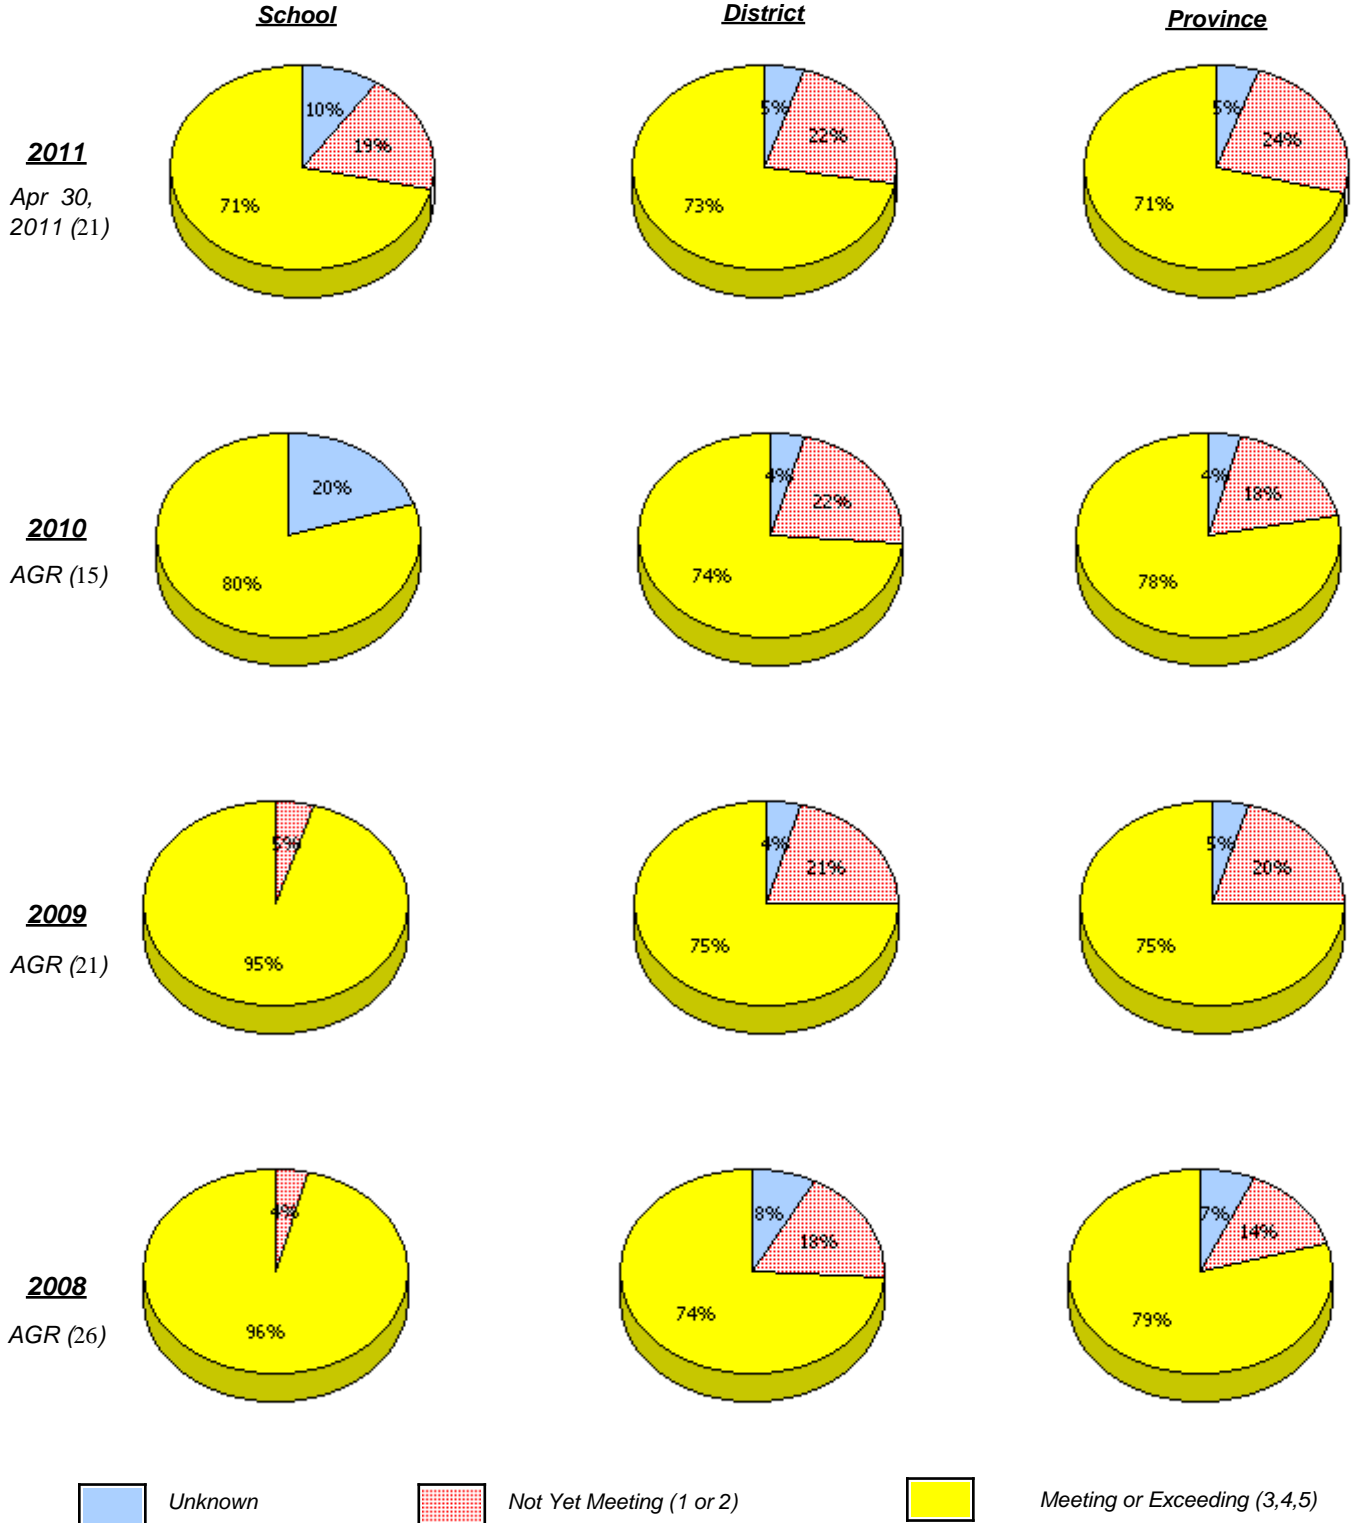 School District Province
10% 19% 71%
5% 22% 73%
5% 24% 71%
2011
Apr 30,
2011 (21)
20% 80%
4% 22% 74%
4% 18% 78%
2010
AGR (15)
5% 95%
4% 21% 75%
5% 20% 75%
2009
AGR (21)
4% 96%
8% 18% 74%
7% 14% 79%
2008
AGR (26)
Unknown Not Yet Meeting (1 or 2) Meeting or Exceeding (3,4,5)